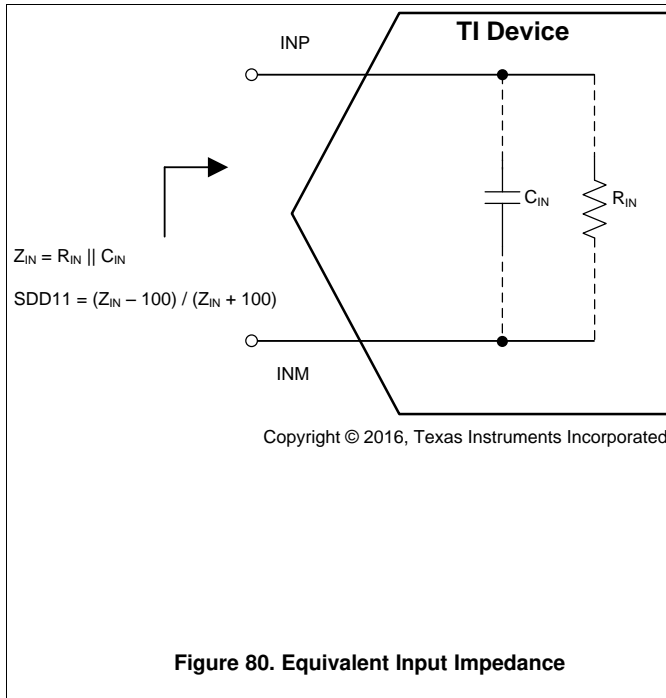 TI Device
INP
C_IN
R_IN
Z_IN = R_IN || C_IN
SDD11 = (Z_IN – 100) / (Z_IN + 100)
INM
Copyright © 2016, Texas Instruments Incorporated
Figure 80. Equivalent Input Impedance